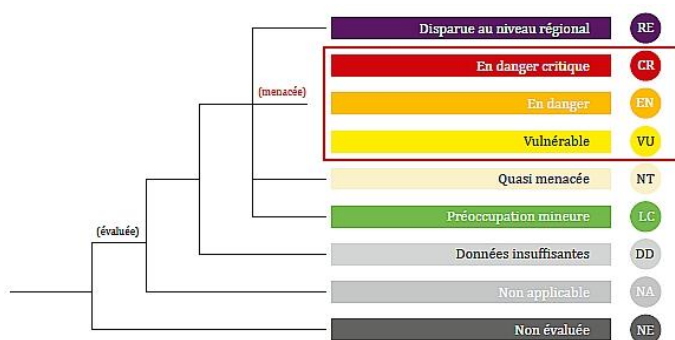 Disparue au niveau régional RE
En danger critique CR
(menacée)
En danger EN
Vulnérable VU
Quasi menacée NT
Préoccupation mineure LC
(évaluée)
Données insuffisantes DD
Non applicable NA
Non évaluée NE